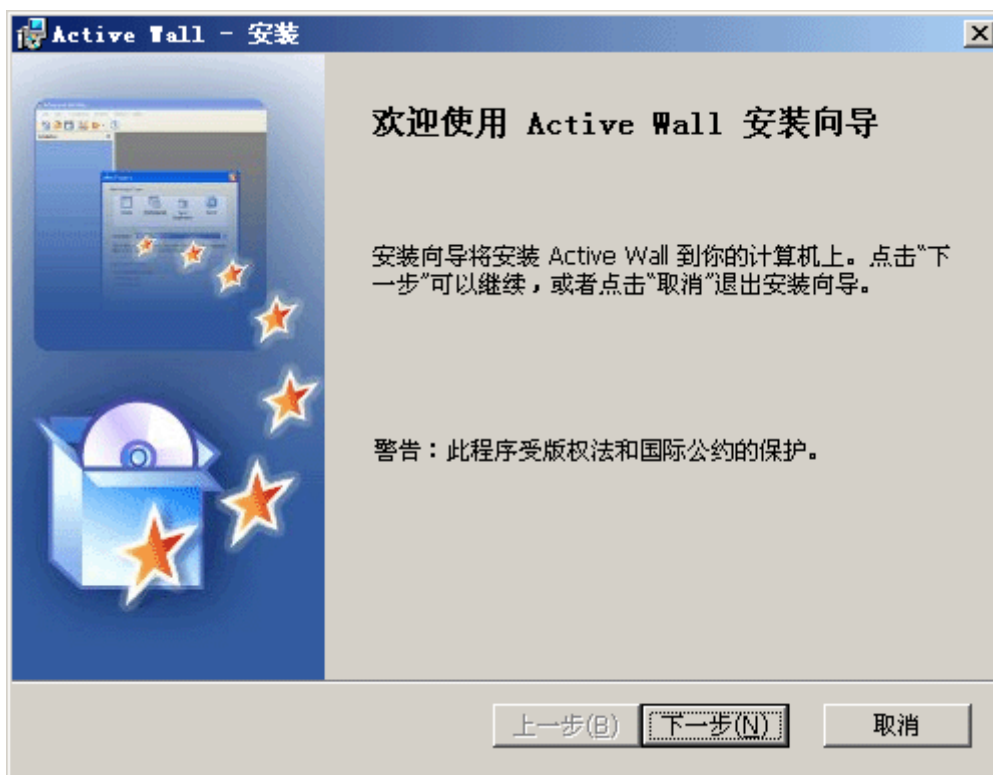 Active Wall - 安装
欢迎使用 Active Wall 安装向导
安装向导将安装 Active Wall 到你的计算机上。点击“下
一步”可以继续，或者点击“取消”退出安装向导。
警告：此程序受版权法和国际公约的保护。
上一步(B) 下一步(N) 取消